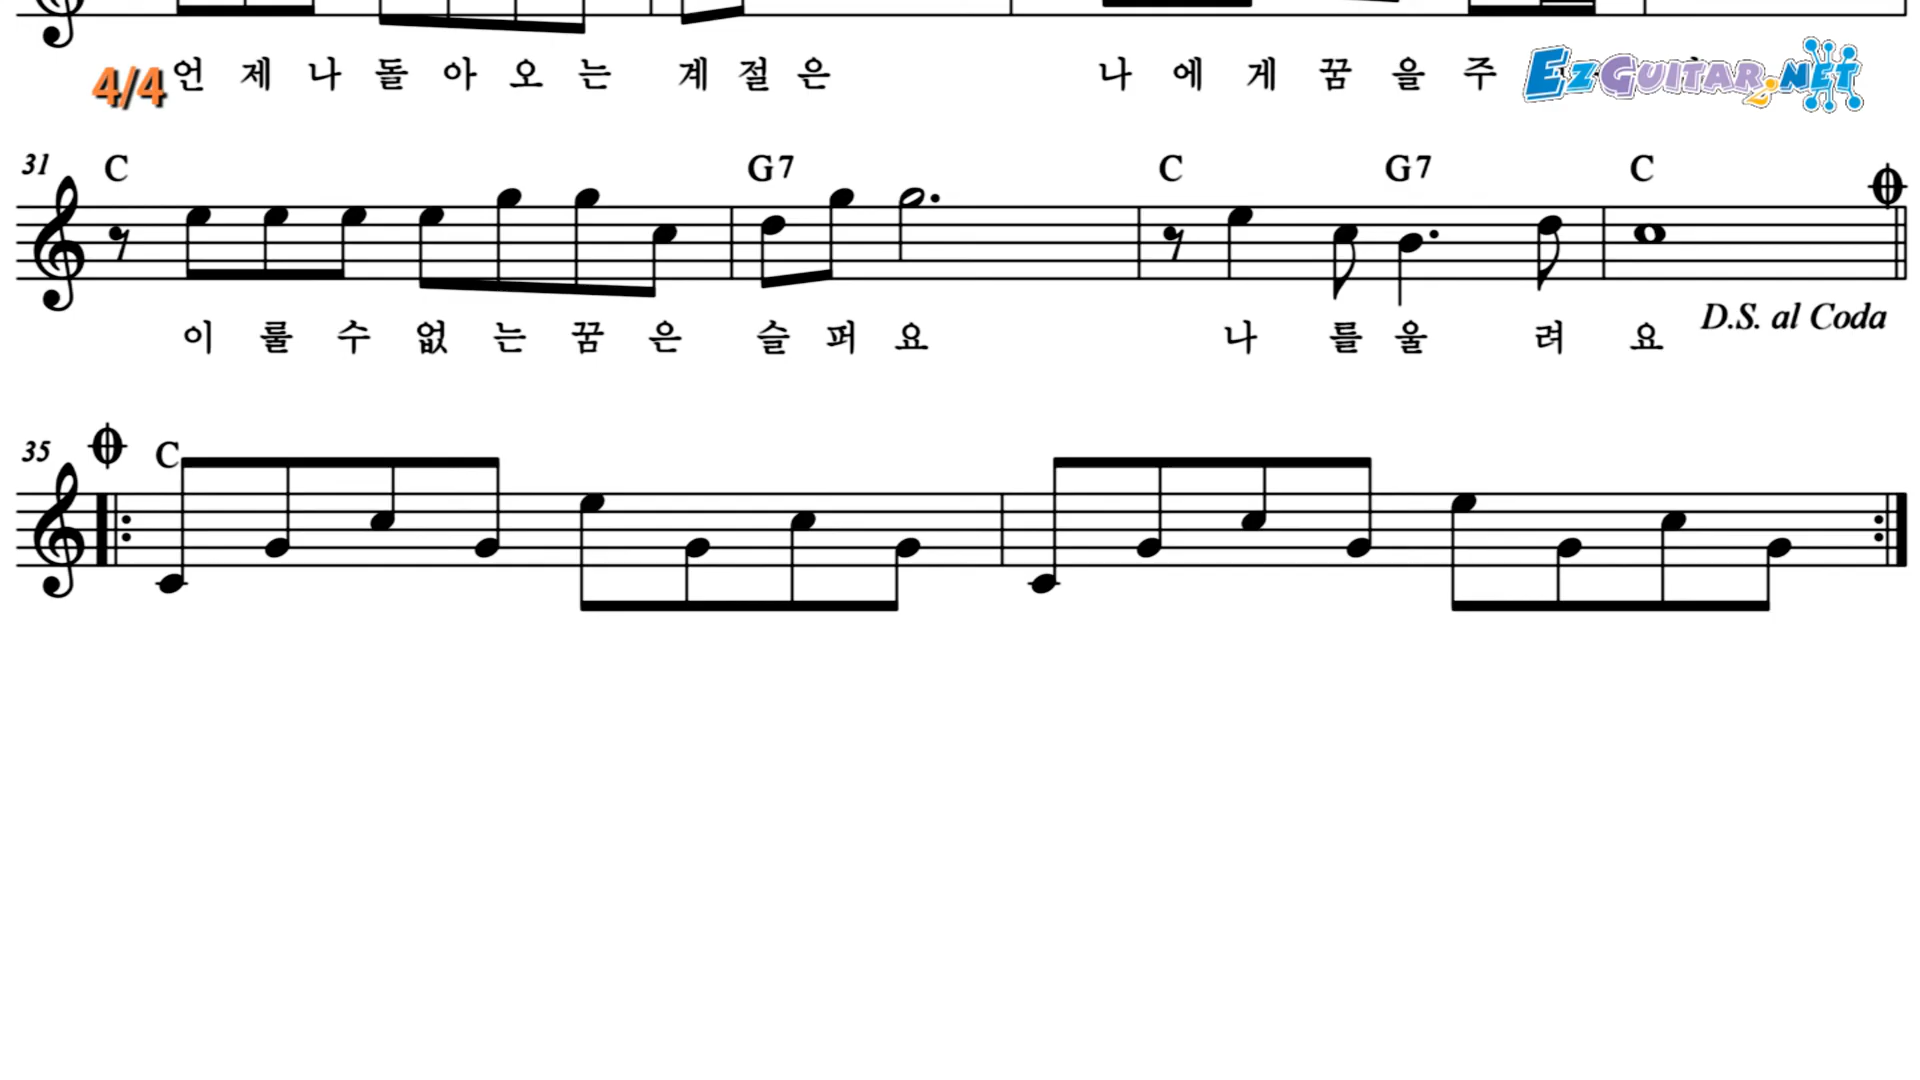 언 제 나 돌 아 오 는 계 절 은 나 에 게 꿈 을 주
4/4
EZGUITAR2.NET
31 C G7 C G7 C
이 룰 수 없 는 꿈 은 슬 퍼 요 나 를 울 려 요
D.S. al Coda
35 C